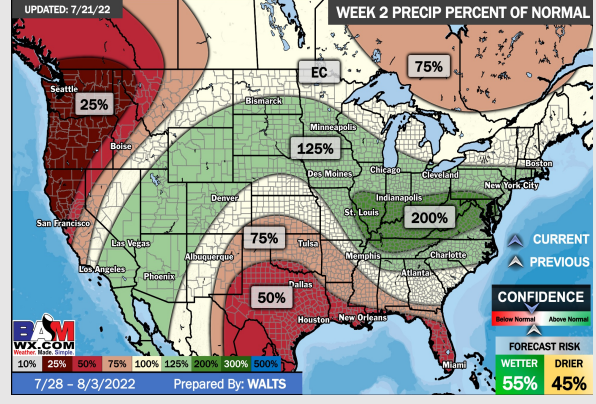 UPDATED: 7/21/22
WEEK 2 PRECIP PERCENT OF NORMAL
75%
EC
Seattle
25%
Bismarck
Minneapolis
Boise
125%
Boston
Des Moines
Chicago
Cleveland
New York City
Denver
Indianapolis
St. Louis
200%
San Francisco
Las Vegas
75%
Tulsa
CURRENT
Albuquerque
Memphis
Charlotte
PREVIOUS
Los Angeles
Phoenix
Atlanta
50%
Dallas
CONFIDENCE
Houston
New Orleans
Below Normal
Above Normal
BAM
WX.COM
Weather. Made. Simple.
FORECAST RISK
Miami
WETTER
DRIER
10% 25% 50% 75% 100% 125% 200% 300% 500%
55%
45%
7/28 – 8/3/2022
Prepared By: WALTS